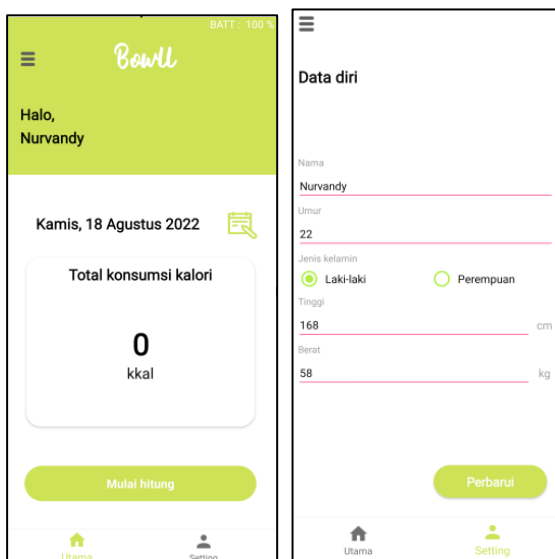 BATT: 100 %
Bowll
Halo,
Nurvandy
Kamis, 18 Agustus 2022
Total konsumsi kalori
0
kkal
Mulai hitung
Utama
Setting
Data diri
Nama
Nurvandy
Umur
22
Jenis kelamin
Laki-laki
Perempuan
Tinggi
168
cm
Berat
58
kg
Perbarui
Utama
Setting